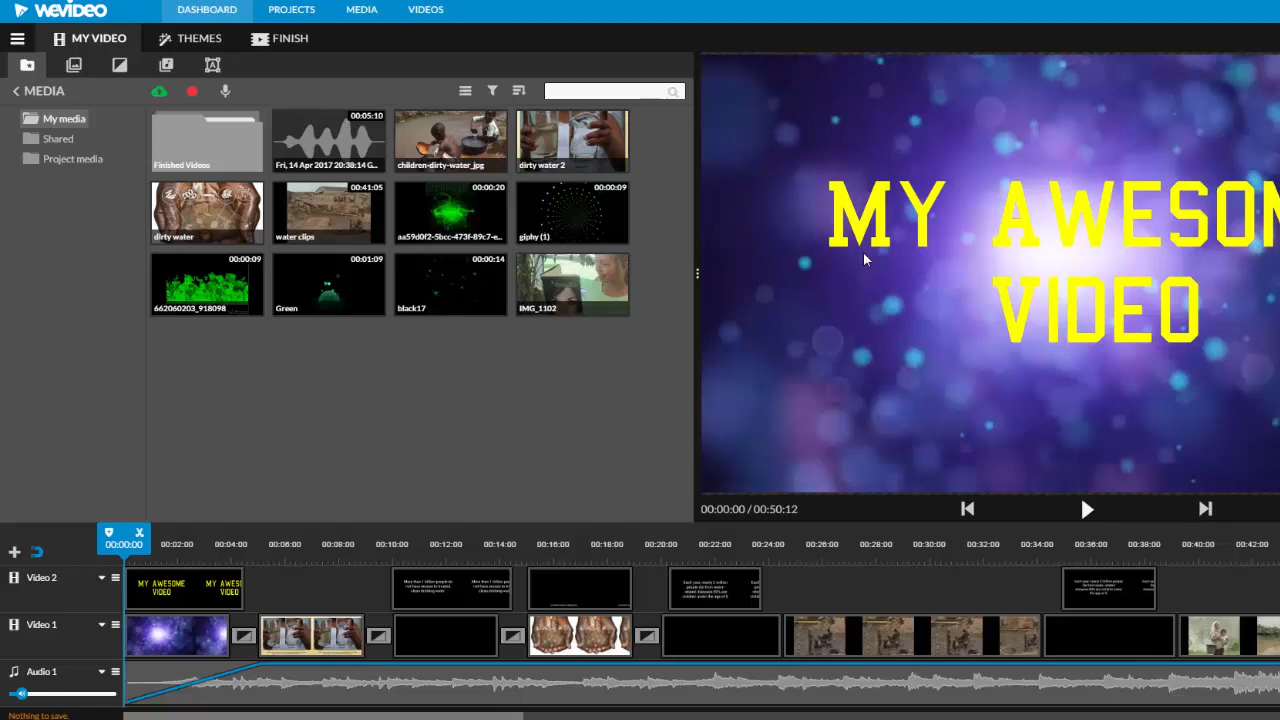 WEVIDEO DASHBOARD PROJECTS MEDIA VIDEOS
MY VIDEO THEMES FINISH
MEDIA
My media
Shared
Project media
Finished Videos
00:05:10
Fri, 14 Apr 2017 20:38:14 G...
children-dirty-water_jpg
dirty water 2
dirty water
00:41:05
water clips
00:00:20
aa59d0f2-5bcc-473f-89c7-e...
00:00:09
giphy (1)
00:00:09
662060203_918098
00:01:09
Green
00:00:14
black17
IMG_1102
MY AWESOM
VIDEO
00:00:00 / 00:50:12
00:00:00 00:02:00 00:04:00 00:06:00 00:08:00 00:10:00 00:12:00 00:14:00 00:16:00 00:18:00 00:20:00 00:22:00 00:24:00 00:26:00 00:28:00 00:30:00 00:32:00 00:34:00 00:36:00 00:38:00 00:40:00 00:42:00
Video 2
MY AWESOME
VIDEO
MY AWESI
VIDEO
Video 1
Audio 1
Nothing to save.